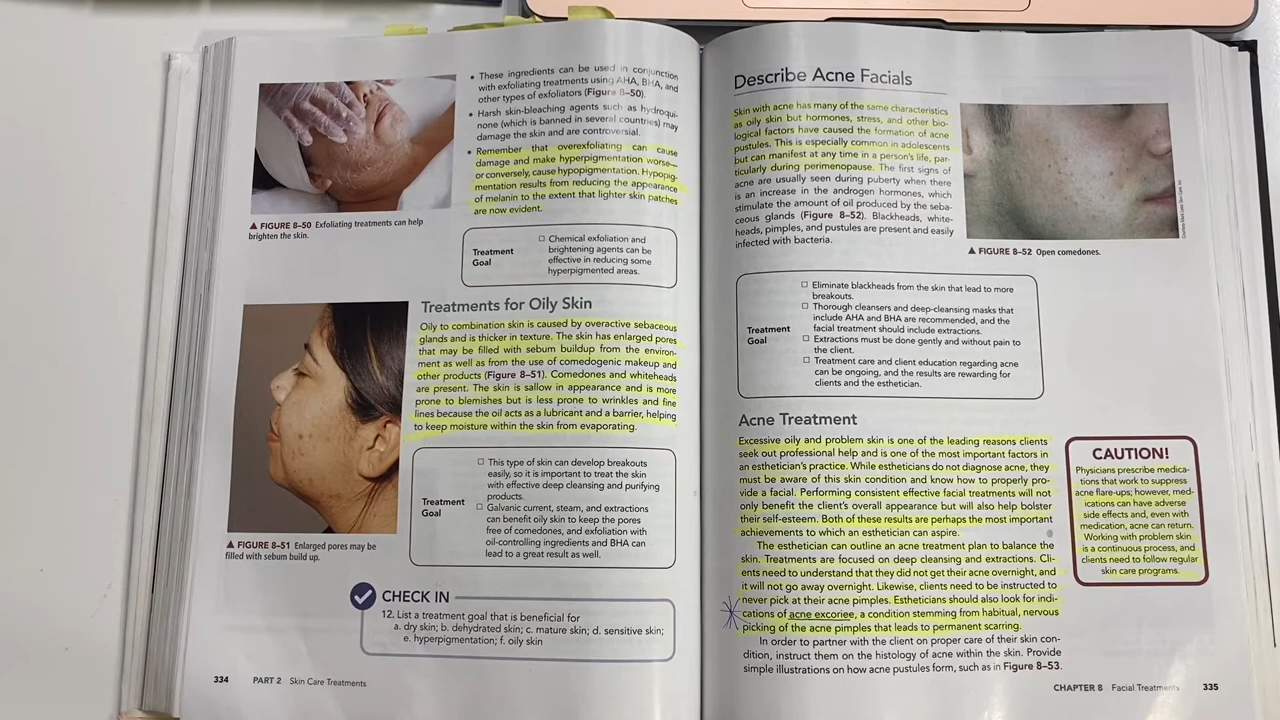 • These ingredients can be used in conjunction
with exfoliating treatments using AHA, BHA, and
other types of exfoliators (Figure 8–50).
• Harsh skin-bleaching agents such as hydroqui-
none (which is banned in several countries) may
damage the skin and are controversial.
• Remember that overexfoliating can cause
damage and make hyperpigmentation worse—
or conversely, cause hypopigmentation. Hypopig-
mentation results from reducing the appearance
of melanin to the extent that lighter skin patches
are now evident.
▲ FIGURE 8–50 Exfoliating treatments can help
brighten the skin.
Treatment
Goal
☐ Chemical exfoliation and
brightening agents can be
effective in reducing some
hyperpigmented areas.
Treatments for Oily Skin
Oily to combination skin is caused by overactive sebaceous
glands and is thicker in texture. The skin has enlarged pores
that may be filled with sebum buildup from the environ-
ment as well as from the use of comedogenic makeup and
other products (Figure 8–51). Comedones and whiteheads
are present. The skin is sallow in appearance and is more
prone to blemishes but is less prone to wrinkles and fine
lines because the oil acts as a lubricant and a barrier, helping
to keep moisture within the skin from evaporating.
▲ FIGURE 8–51 Enlarged pores may be
filled with sebum build up.
Treatment
Goal
☐ This type of skin can develop breakouts
easily, so it is important to treat the skin
with effective deep cleansing and purifying
products.
☐ Galvanic current, steam, and extractions
can benefit oily skin to keep the pores
free of comedones, and exfoliation with
oil-controlling ingredients and BHA can
lead to a great result as well.
CHECK IN
12. List a treatment goal that is beneficial for
a. dry skin; b. dehydrated skin; c. mature skin; d. sensitive skin;
e. hyperpigmentation; f. oily skin
334 PART 2 Skin Care Treatments
Describe Acne Facials
Skin with acne has many of the same characteristics
as oily skin but hormones, stress, and other bio-
logical factors have caused the formation of acne
pustules. This is especially common in adolescents
but can manifest at any time in a person's life, par-
ticularly during perimenopause. The first signs of
acne are usually seen during puberty when there
is an increase in the androgen hormones, which
stimulate the amount of oil produced by the seba-
ceous glands (Figure 8–52). Blackheads, white-
heads, pimples, and pustules are present and easily
infected with bacteria.
▲ FIGURE 8–52 Open comedones.
Treatment
Goal
☐ Eliminate blackheads from the skin that lead to more
breakouts.
☐ Thorough cleansers and deep-cleansing masks that
include AHA and BHA are recommended, and the
facial treatment should include extractions.
☐ Extractions must be done gently and without pain to
the client.
☐ Treatment care and client education regarding acne
can be ongoing, and the results are rewarding for
clients and the esthetician.
Acne Treatment
Excessive oily and problem skin is one of the leading reasons clients
seek out professional help and is one of the most important factors in
an esthetician's practice. While estheticians do not diagnose acne, they
must be aware of this skin condition and know how to properly pro-
vide a facial. Performing consistent effective facial treatments will not
only benefit the client's overall appearance but will also help bolster
their self-esteem. Both of these results are perhaps the most important
achievements to which an esthetician can aspire.
The esthetician can outline an acne treatment plan to balance the
skin. Treatments are focused on deep cleansing and extractions. Cli-
ents need to understand that they did not get their acne overnight, and
it will not go away overnight. Likewise, clients need to be instructed to
never pick at their acne pimples. Estheticians should also look for indi-
cations of acne excoriee, a condition stemming from habitual, nervous
picking of the acne pimples that leads to permanent scarring.
In order to partner with the client on proper care of their skin con-
dition, instruct them on the histology of acne within the skin. Provide
simple illustrations on how acne pustules form, such as in Figure 8–53.
CAUTION!
Physicians prescribe medica-
tions that work to suppress
acne flare-ups; however, med-
ications can have adverse
side effects and, even with
medication, acne can return.
Working with problem skin
is a continuous process, and
clients need to follow regular
skin care programs.
CHAPTER 8 Facial Treatments 335